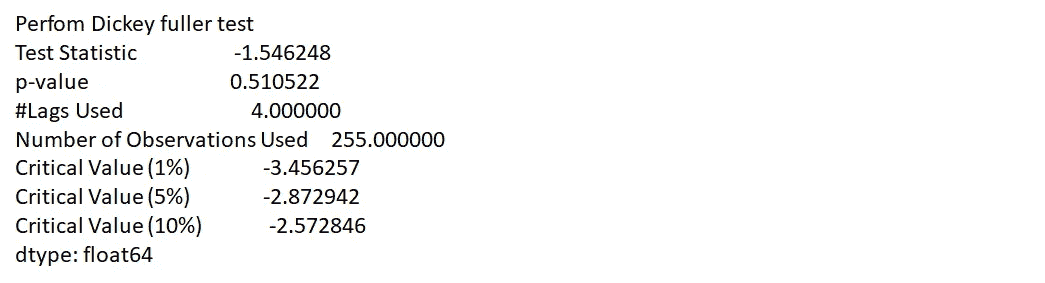 Perfom Dickey fuller test
Test Statistic -1.546248
p-value 0.510522
#Lags Used 4.000000
Number of Observations Used 255.000000
Critical Value (1%) -3.456257
Critical Value (5%) -2.872942
Critical Value (10%) -2.572846
dtype: float64